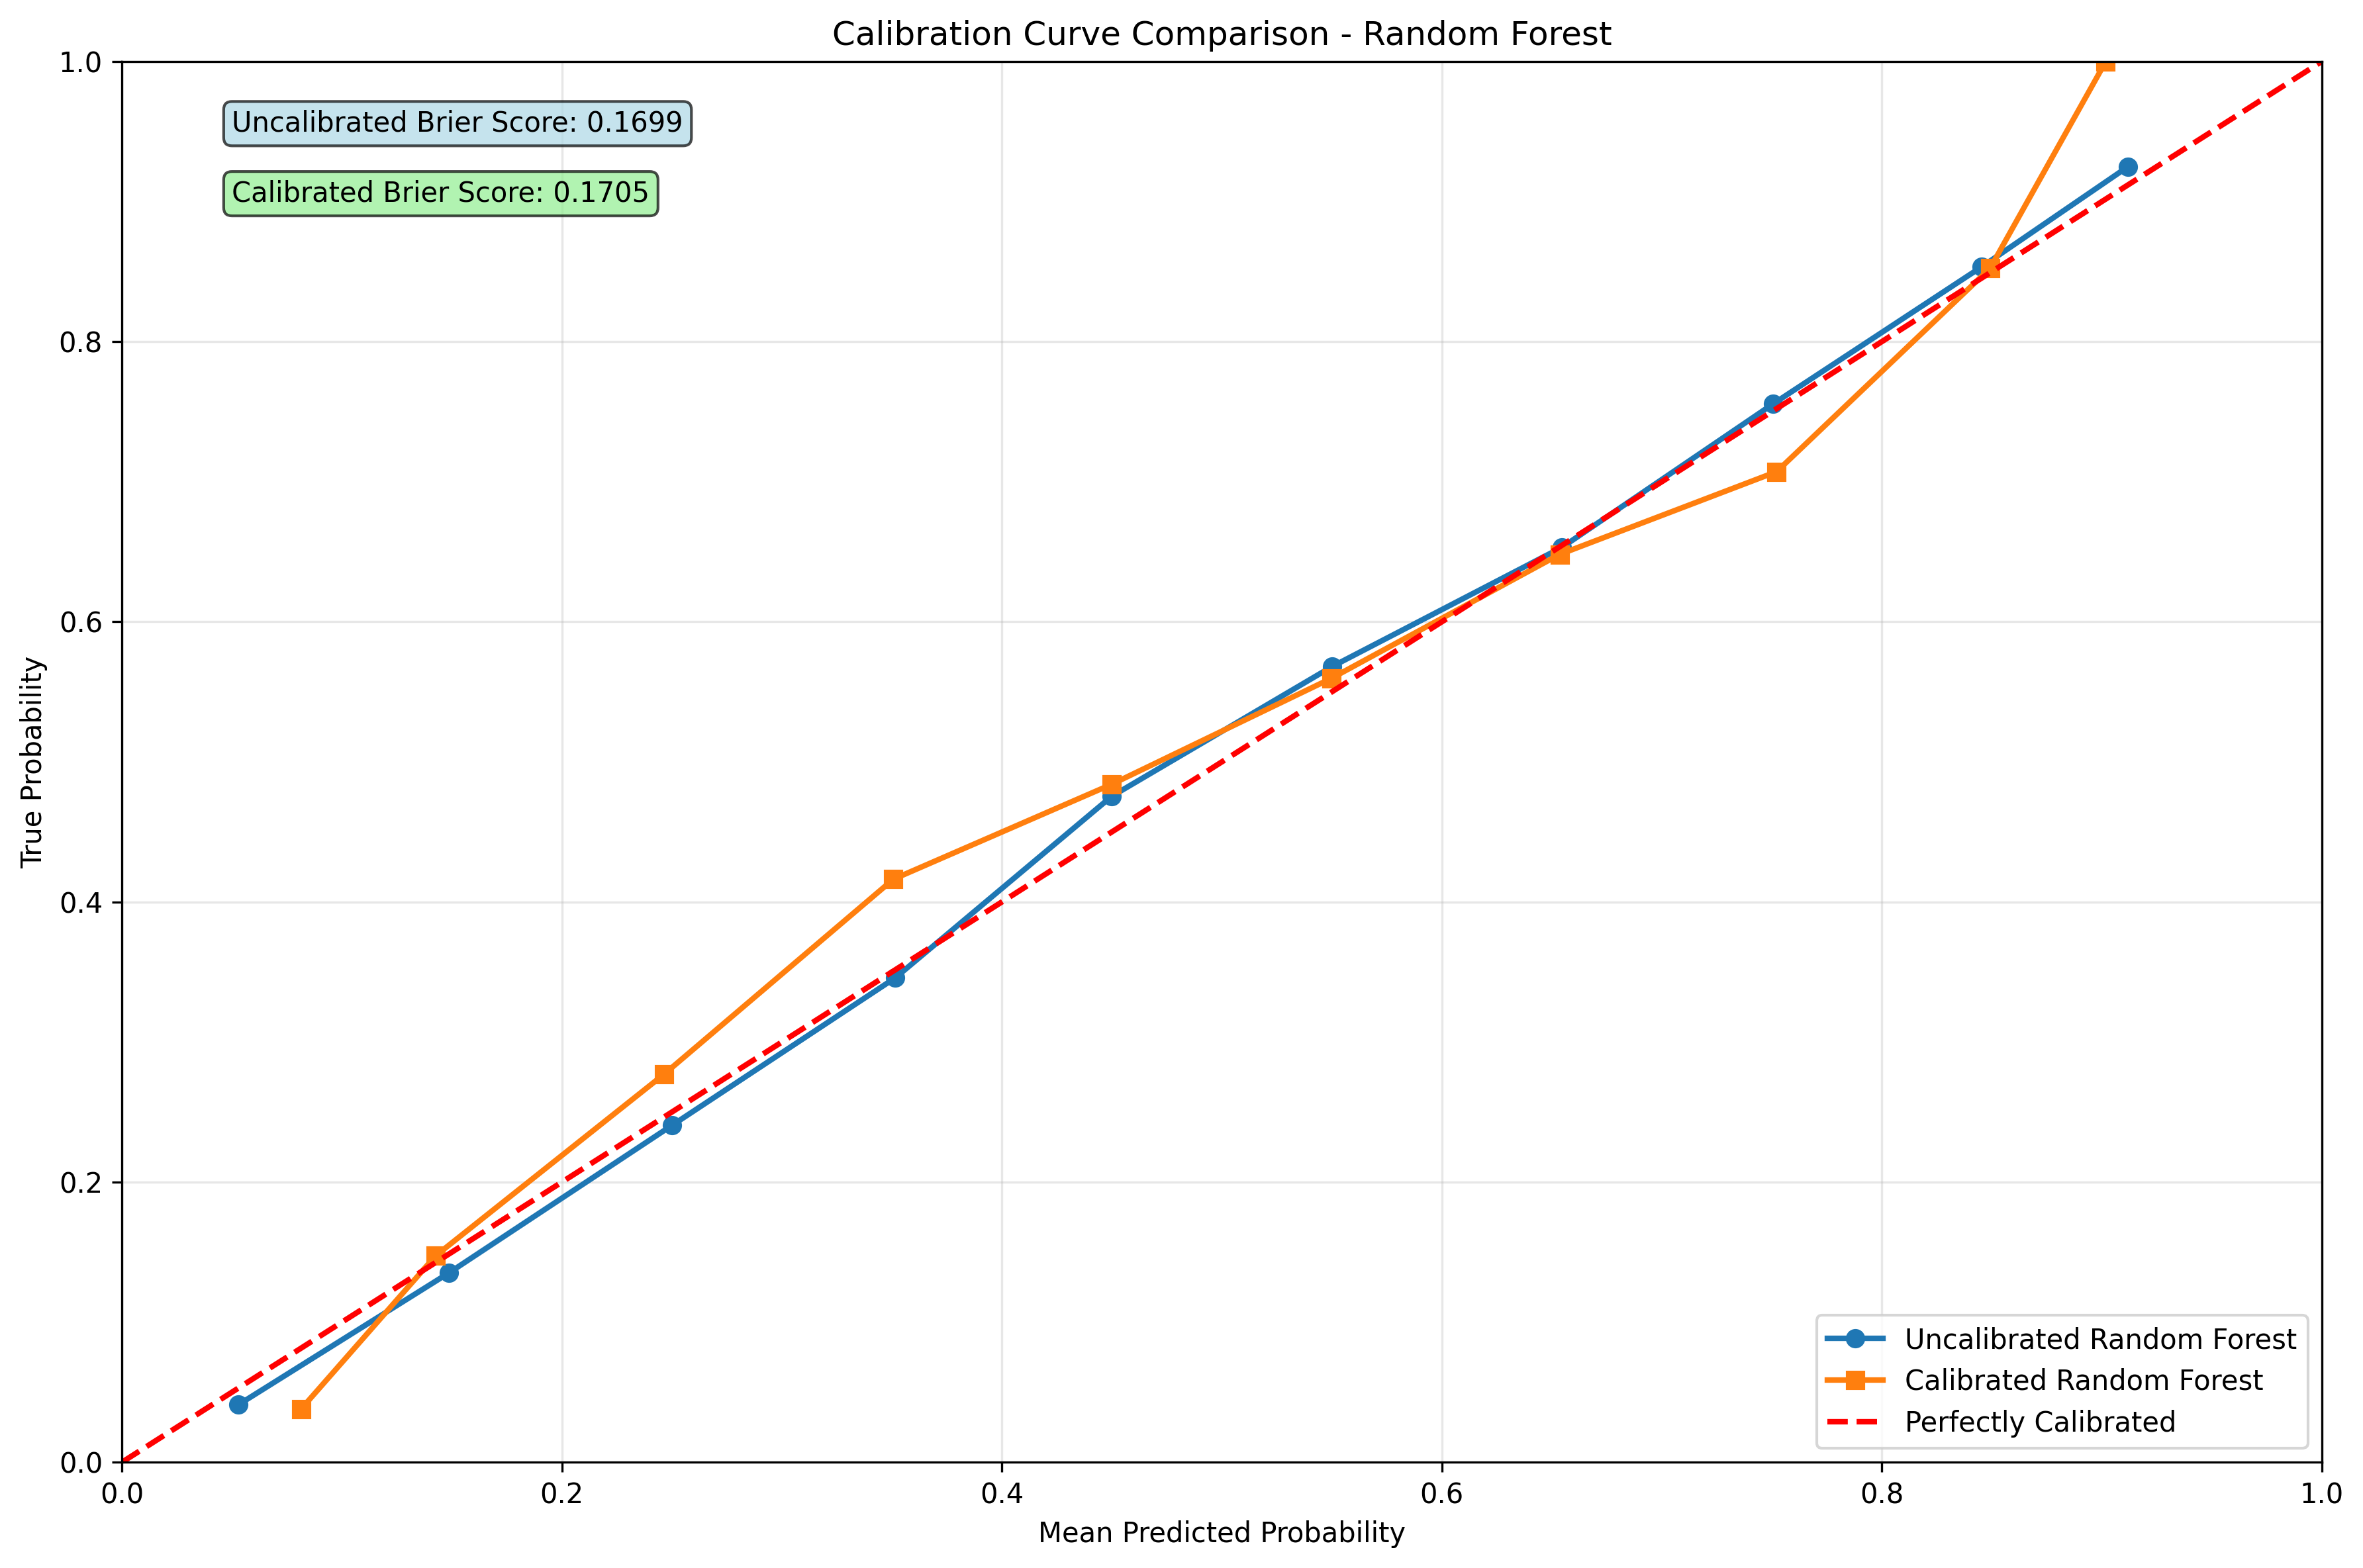 Calibration Curve Comparison - Random Forest
Uncalibrated Brier Score: 0.1699
Calibrated Brier Score: 0.1705
1.0
0.8
0.6
0.4
0.2
0.0
True Probability
0.0 0.2 0.4 0.6 0.8 1.0
Mean Predicted Probability
Uncalibrated Random Forest
Calibrated Random Forest
Perfectly Calibrated